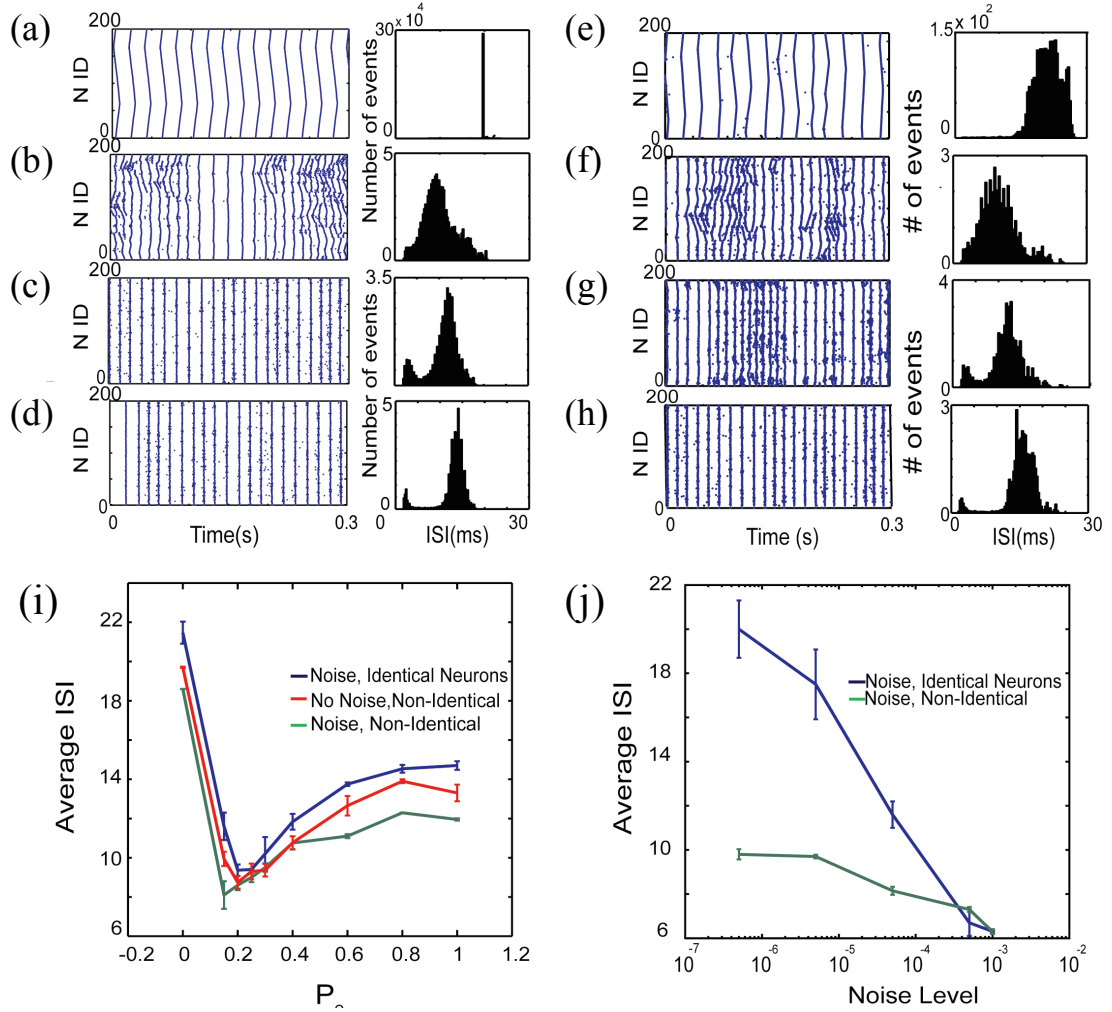 (a)
200
N ID
0
30
x 10^4
Number of events
0
(b)
200
N ID
0
5
0
(c)
200
N ID
0
3.5
Number of events
0
(d)
200
N ID
0
0
0.3
Time(s)
5
Number of events
0
0
30
ISI(ms)
(e)
200
N ID
0
1.5 x 10^2
# of events
0
(f)
200
N ID
0
3
0
(g)
200
N ID
0
4
# of events
0
(h)
200
N ID
0
0
0.3
Time (s)
3
0
0
30
ISI(ms)
(i)
22
18
14
10
6
Average ISI
Noise, Identical Neurons
No Noise,Non-Identical
Noise, Non-Identical
-0.2 0 0.2 0.4 0.6 0.8 1.0 1.2
P
(j)
22
18
14
10
6
Average ISI
Noise, Identical Neurons
Noise, Non-Identical
10^-7 10^-6 10^-5 10^-4 10^-3 10^-2
Noise Level